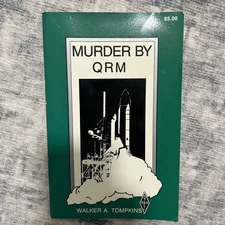 $5.00
MURDER BY
QRM
WALKER A. TOMPKINS